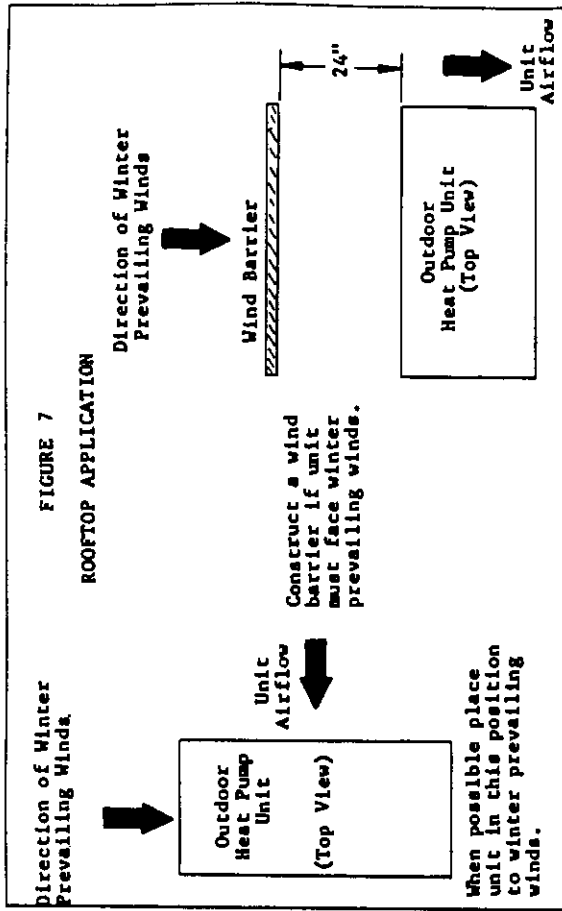 FIGURE 7
ROOFTOP APPLICATION
Direction of Winter
Prevailing Winds.
Unit
Airflow
Outdoor
Heat Pump
Unit
(Top View)
When possible place
unit in this position
to winter prevailing
winds.
Construct a wind
barrier if unit
must face winter
prevailing winds.
Direction of Winter
Prevailing Winds
Wind Barrier
24"
Outdoor
Heat Pump Unit
(Top View)
Unit
Airflow